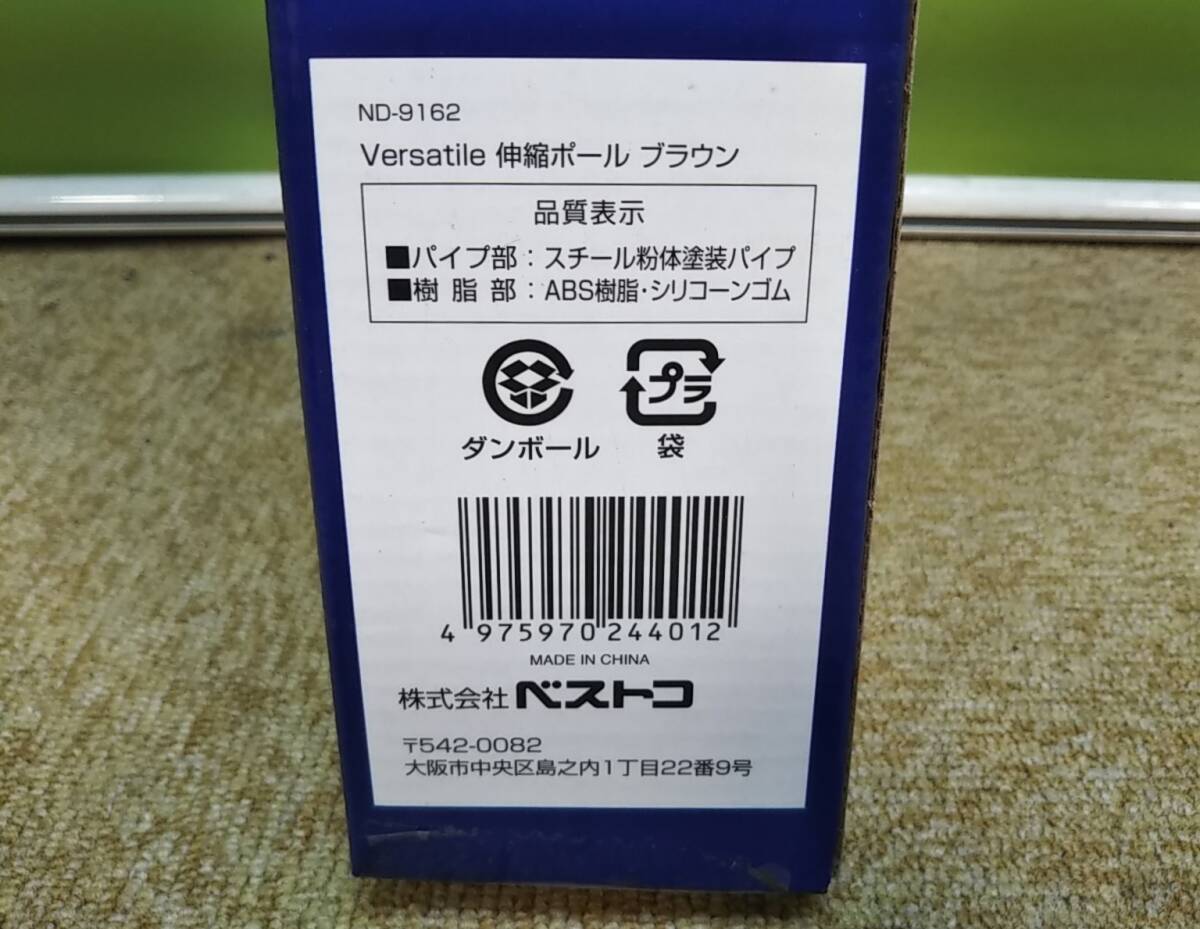 ND-9162
Versatile 伸縮ポール ブラウン
品質表示
■パイプ部：スチール粉体塗装パイプ
■樹脂部：ABS樹脂・シリコーンゴム
プラ
ダンボール 袋
4 975970 244012
MADE IN CHINA
株式会社 ベストコ
〒542-0082
大阪市中央区島之内1丁目22番9号